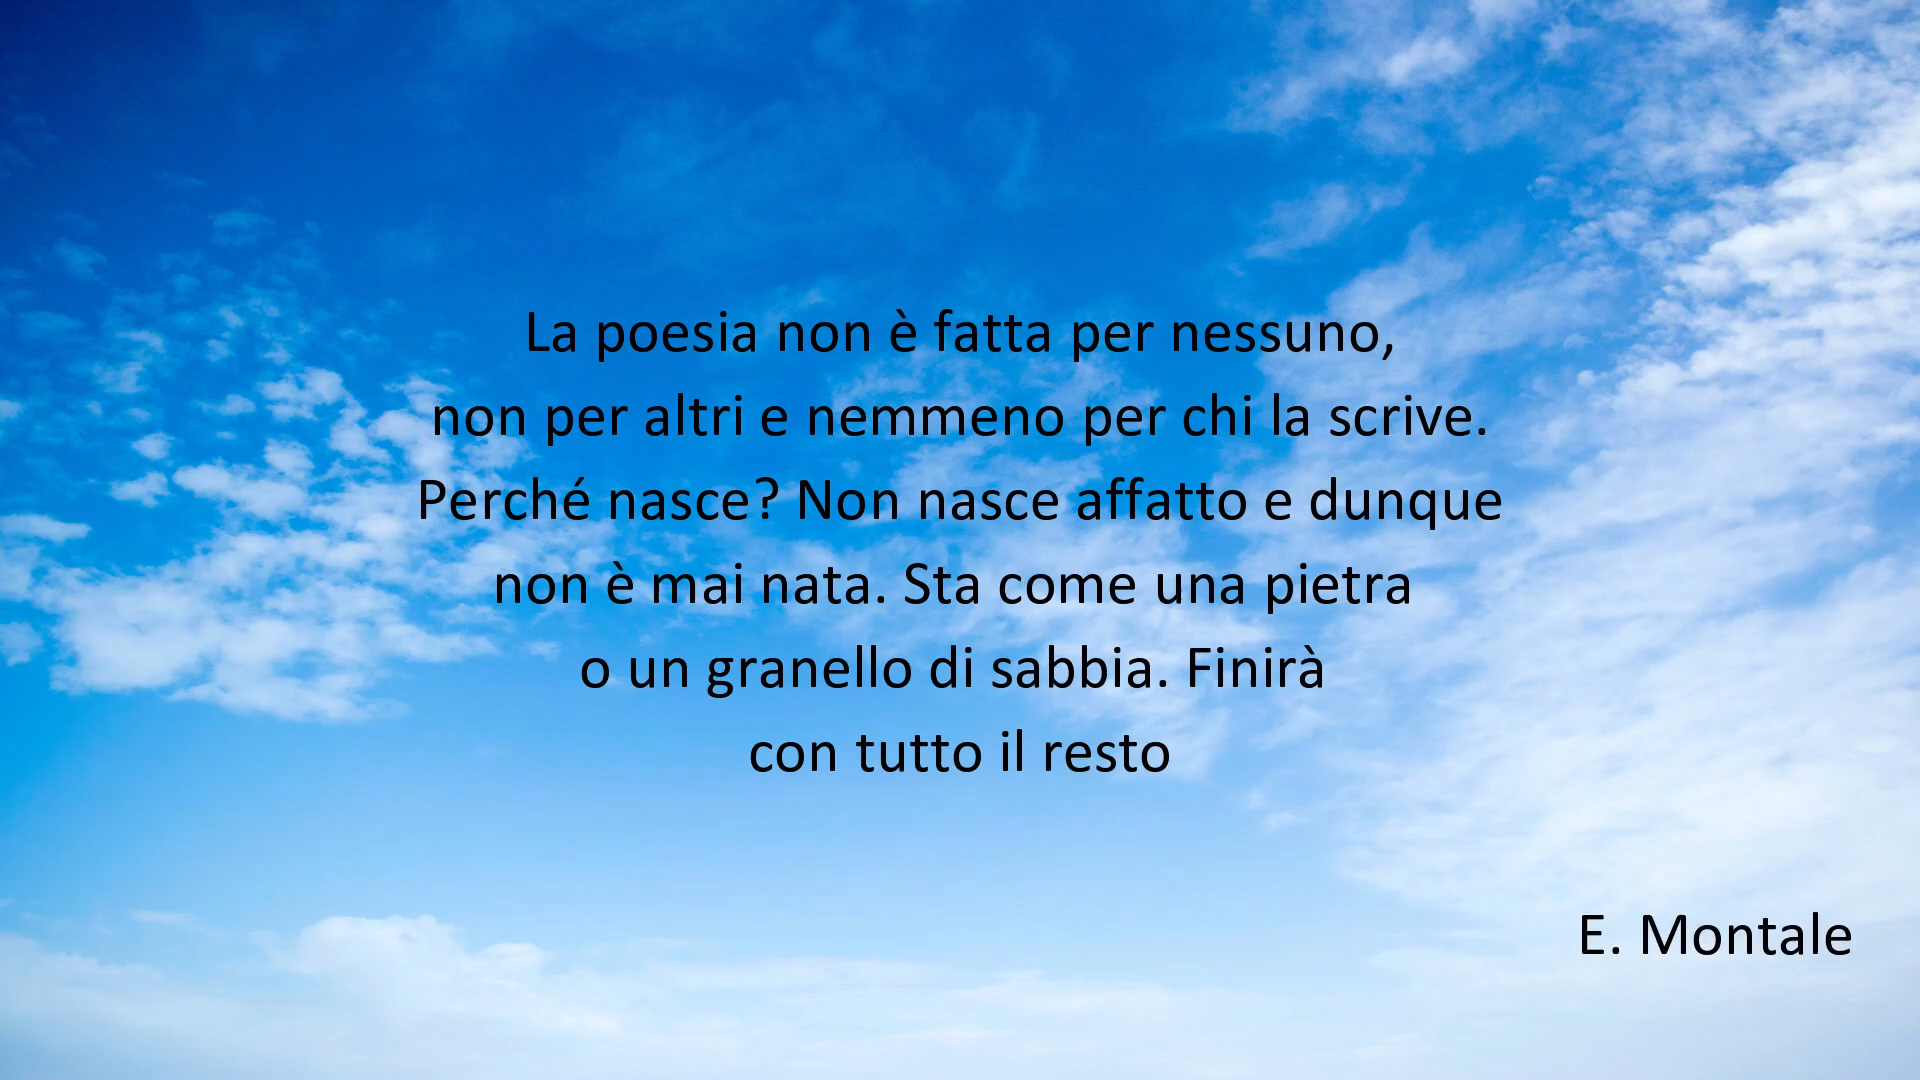 La poesia non è fatta per nessuno,
non per altri e nemmeno per chi la scrive.
Perché nasce? Non nasce affatto e dunque
non è mai nata. Sta come una pietra
o un granello di sabbia. Finirà
con tutto il resto
E. Montale